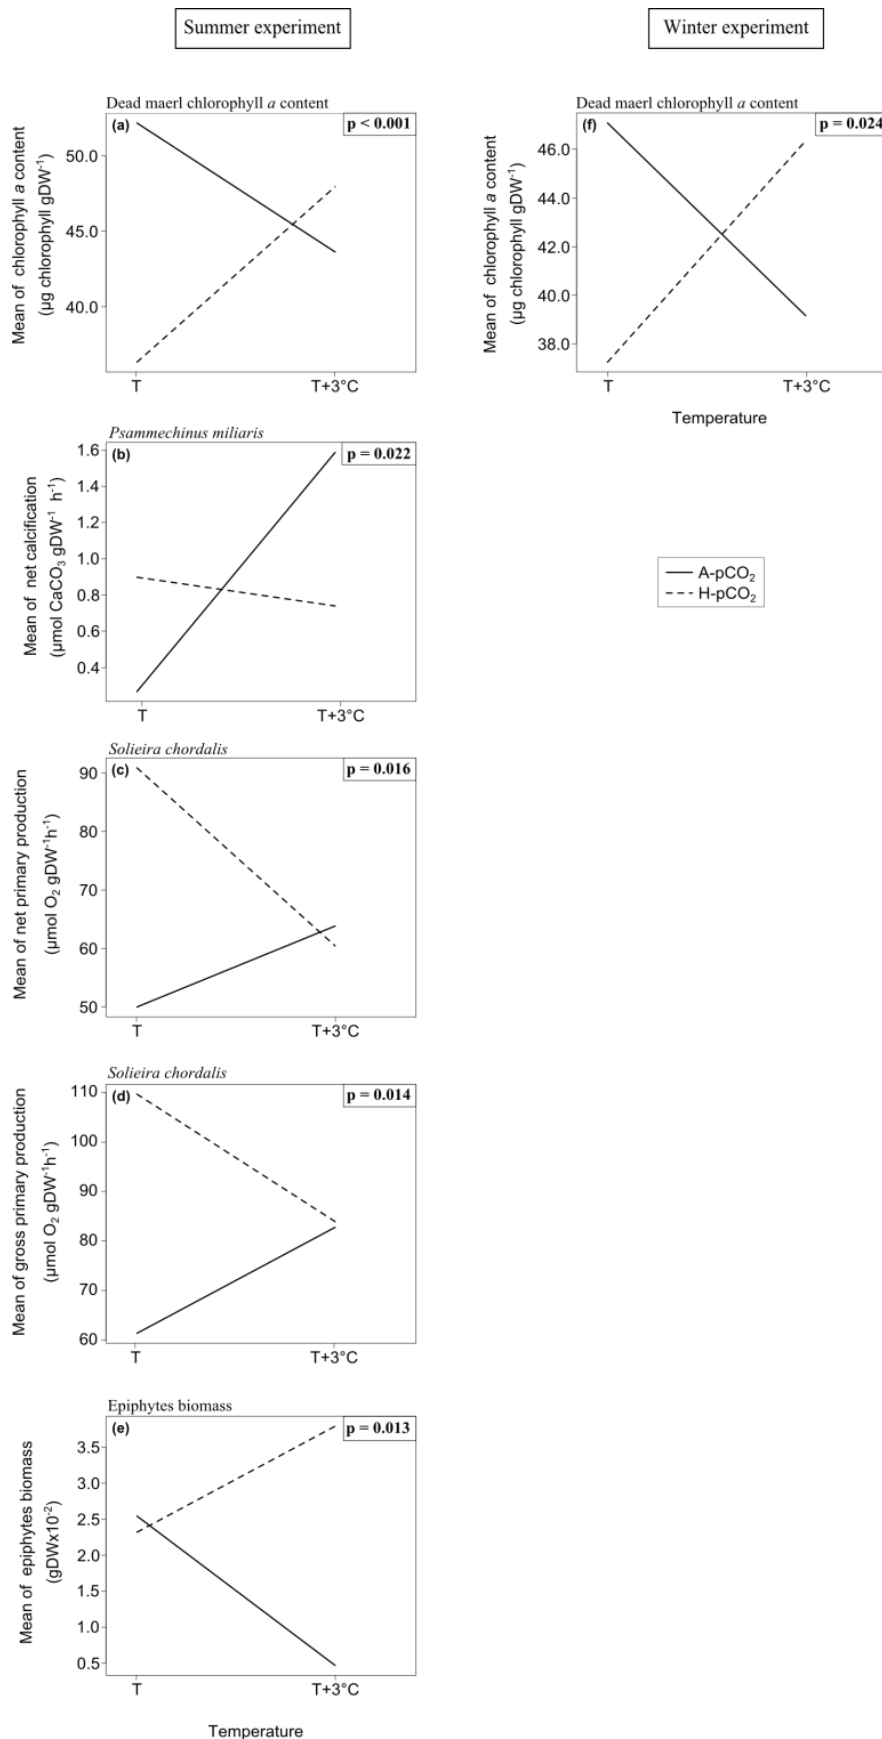 Summer experiment
Winter experiment
Dead maerl chlorophyll a content
(a)
p < 0.001
Mean of chlorophyll a content
(µg chlorophyll gDW⁻¹)
50.0
45.0
40.0
T
T+3°C
Dead maerl chlorophyll a content
(f)
p = 0.024
Mean of chlorophyll a content
(µg chlorophyll gDW⁻¹)
46.0
44.0
42.0
40.0
38.0
T
T+3°C
Temperature
Psammechinus miliaris
(b)
p = 0.022
Mean of net calcification
(µmol CaCO₃ gDW⁻¹ h⁻¹)
1.6
1.4
1.2
1.0
0.8
0.6
0.4
T
T+3°C
A-pCO₂
H-pCO₂
Solieira chordalis
(c)
p = 0.016
Mean of net primary production
(µmol O₂ gDW⁻¹h⁻¹)
90
80
70
60
50
T
T+3°C
Solieira chordalis
(d)
p = 0.014
Mean of gross primary production
(µmol O₂ gDW⁻¹h⁻¹)
110
100
90
80
70
60
T
T+3°C
Epiphytes biomass
(e)
p = 0.013
Mean of epiphytes biomass
(gDWx10⁻²)
3.5
3.0
2.5
2.0
1.5
1.0
0.5
T
T+3°C
Temperature